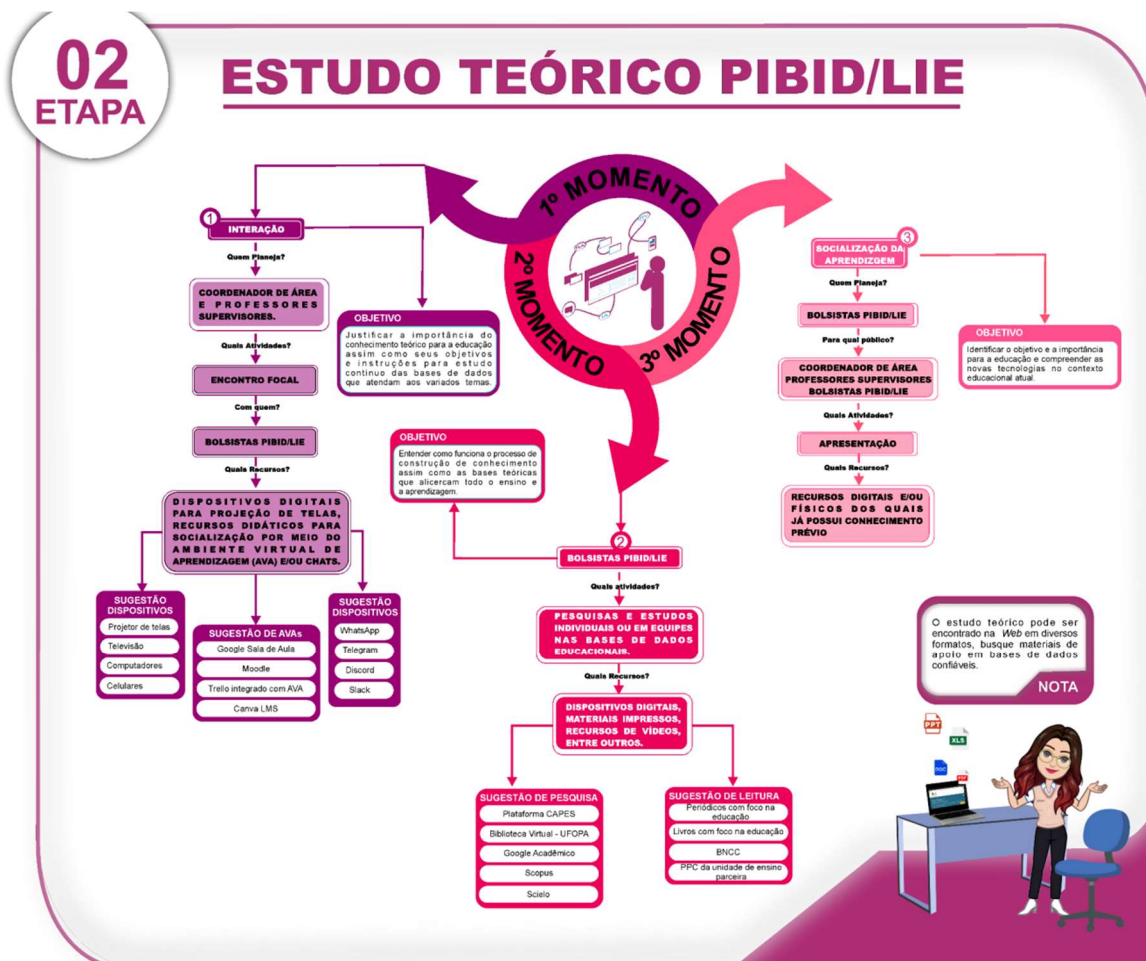 02
ETAPA
ESTUDO TEÓRICO PIBID/LIE
1º MOMENTO
2º MOMENTO
3º MOMENTO
1
INTERAÇÃO
Quem Planeja?
COORDENADOR DE ÁREA
E PROFESSORES
SUPERVISORES.
Quais Atividades?
ENCONTRO FOCAL
Com quem?
BOLSISTAS PIBID/LIE
Quais Recursos?
DISPOSITIVOS DIGITAIS
PARA PROJEÇÃO DE TELAS,
RECURSOS DIDÁTICOS PARA
SOCIALIZAÇÃO POR MEIO DO
AMBIENTE VIRTUAL DE
APRENDIZAGEM (AVA) E/OU CHATS.
SUGESTÃO
DISPOSITIVOS
Projetor de telas
Televisão
Computadores
Celulares
SUGESTÃO DE AVAs
Google Sala de Aula
Moodle
Trello integrado com AVA
Canva LMS
SUGESTÃO
DISPOSITIVOS
WhatsApp
Telegram
Discord
Slack
OBJETIVO
Justificar a importância do
conhecimento teórico para a educação
assim como seus objetivos
e instruções para estudo
continuo das bases de dados
que atendam aos variados temas.
OBJETIVO
Entender como funciona o processo de
construção de conhecimento
assim como as bases teóricas
que alicercam todo o ensino e
a aprendizagem.
2
BOLSISTAS PIBID/LIE
Quais atividades?
PESQUISAS E ESTUDOS
INDIVIDUAIS OU EM EQUIPES
NAS BASES DE DADOS
EDUCACIONAIS.
Quais Recursos?
DISPOSITIVOS DIGITAIS,
MATERIAIS IMPRESSOS,
RECURSOS DE VÍDEOS,
ENTRE OUTROS.
SUGESTÃO DE PESQUISA
Plataforma CAPES
Biblioteca Virtual - UFOPA
Google Acadêmico
Scopus
Scielo
SUGESTÃO DE LEITURA
Periódicos com foco na
educação
Livros com foco na educação
BNCC
PPC da unidade de ensino
parceira
3
SOCIALIZAÇÃO DA
APRENDIZGEM
Quem Planeja?
BOLSISTAS PIBID/LIE
Para qual público?
COORDENADOR DE ÁREA
PROFESSORES SUPERVISORES
BOLSISTAS PIBID/LIE
Quais Atividades?
APRESENTAÇÃO
Quais Recursos?
RECURSOS DIGITAIS E/OU
FÍSICOS DOS QUAIS
JÁ POSSUI CONHECIMENTO
PRÉVIO
OBJETIVO
Identificar o objetivo e a importância
para a educação e compreender as
novas tecnologias no contexto
educacional atual.
O estudo teórico pode ser
encontrado na Web em diversos
formatos, busque materiais de
apoio em bases de dados
confiáveis.
NOTA
PPT
XLS
DOC
PDF